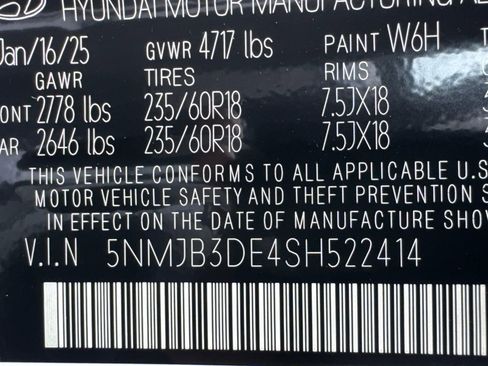 HYUNDAI MOTOR MANUFACTURING
Jan/16/25 GVWR 4717 lbs PAINT W6H
GAWR TIRES RIMS
2778 lbs 235/60R18 7.5JX18
2646 lbs 235/60R18 7.5JX18
THIS VEHICLE CONFORMS TO ALL APPLICABLE U.S
MOTOR VEHICLE SAFETY AND THEFT PREVENTION
IN EFFECT ON THE DATE OF MANUFACTURE
V.I.N 5NMJB3DE4SH522414